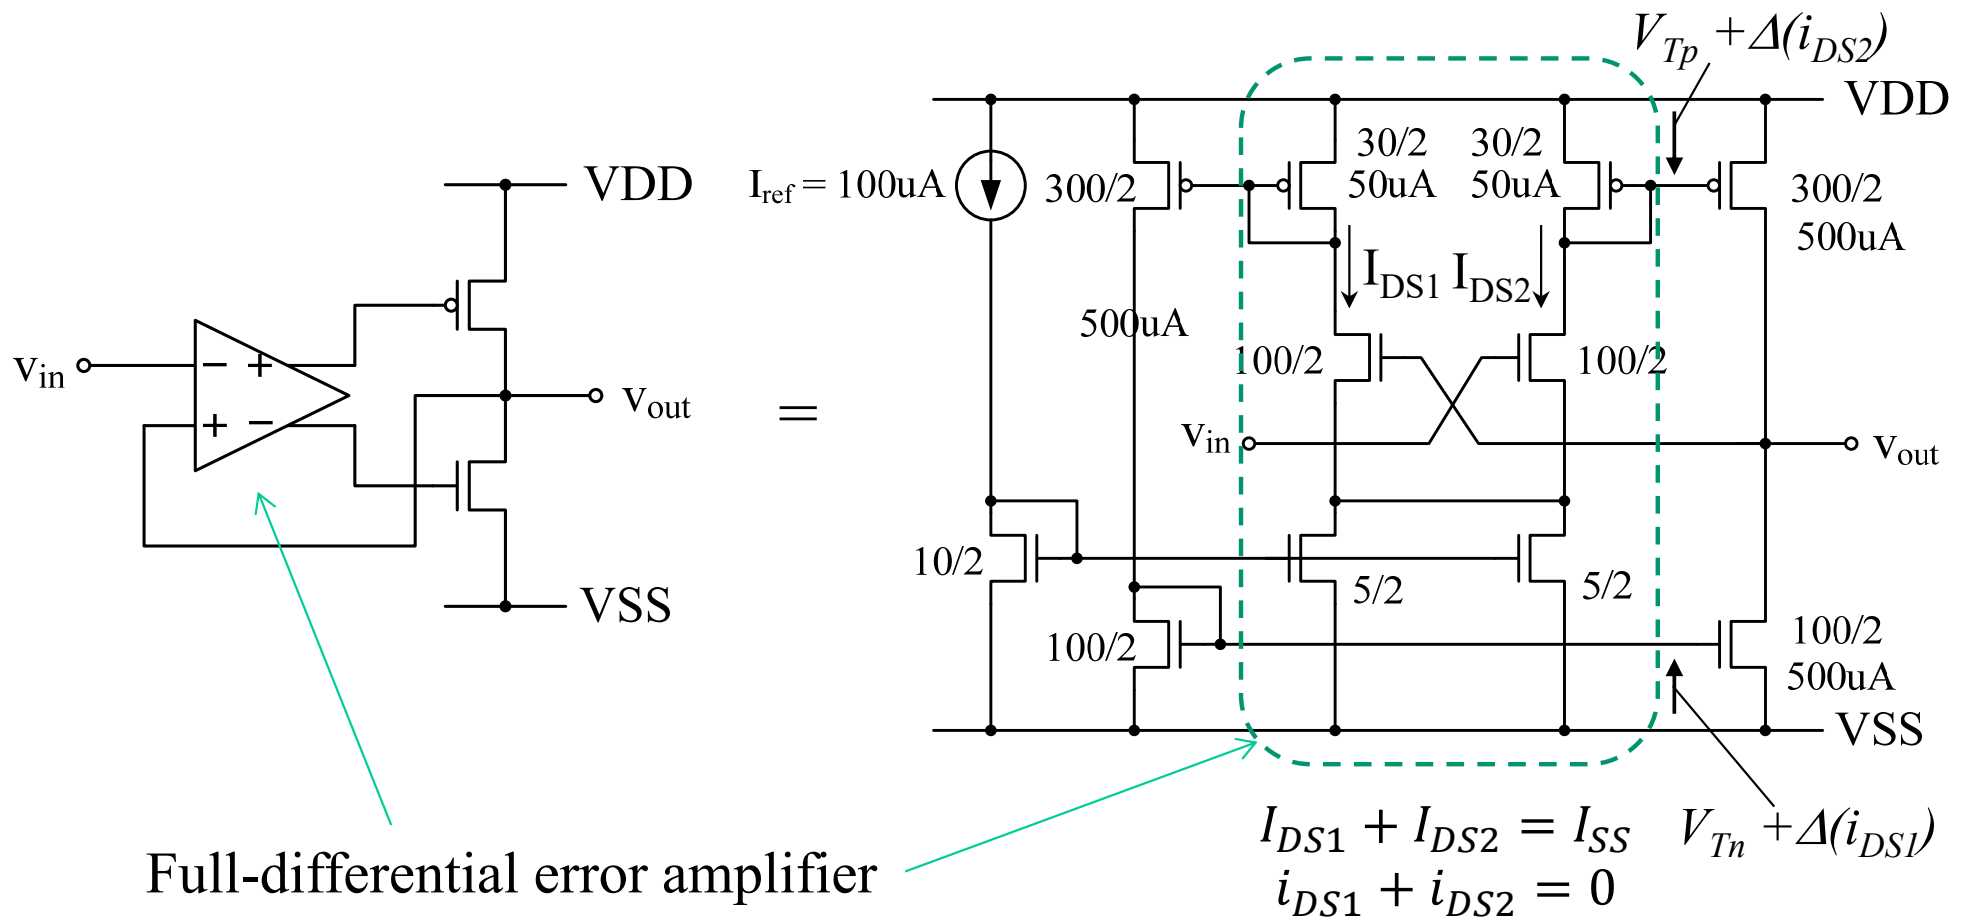 V_Tp + Δ(i_DS2)
VDD
VDD
30/2
50uA
30/2
50uA
I_ref = 100uA
300/2
300/2
500uA
I_DS1
I_DS2
500uA
100/2
100/2
v_in
− +
+ −
v_out
=
v_in
v_out
10/2
5/2
5/2
VSS
100/2
100/2
500uA
VSS
I_DS1 + I_DS2 = I_SS
V_Tn + Δ(i_DS1)
Full-differential error amplifier
i_DS1 + i_DS2 = 0